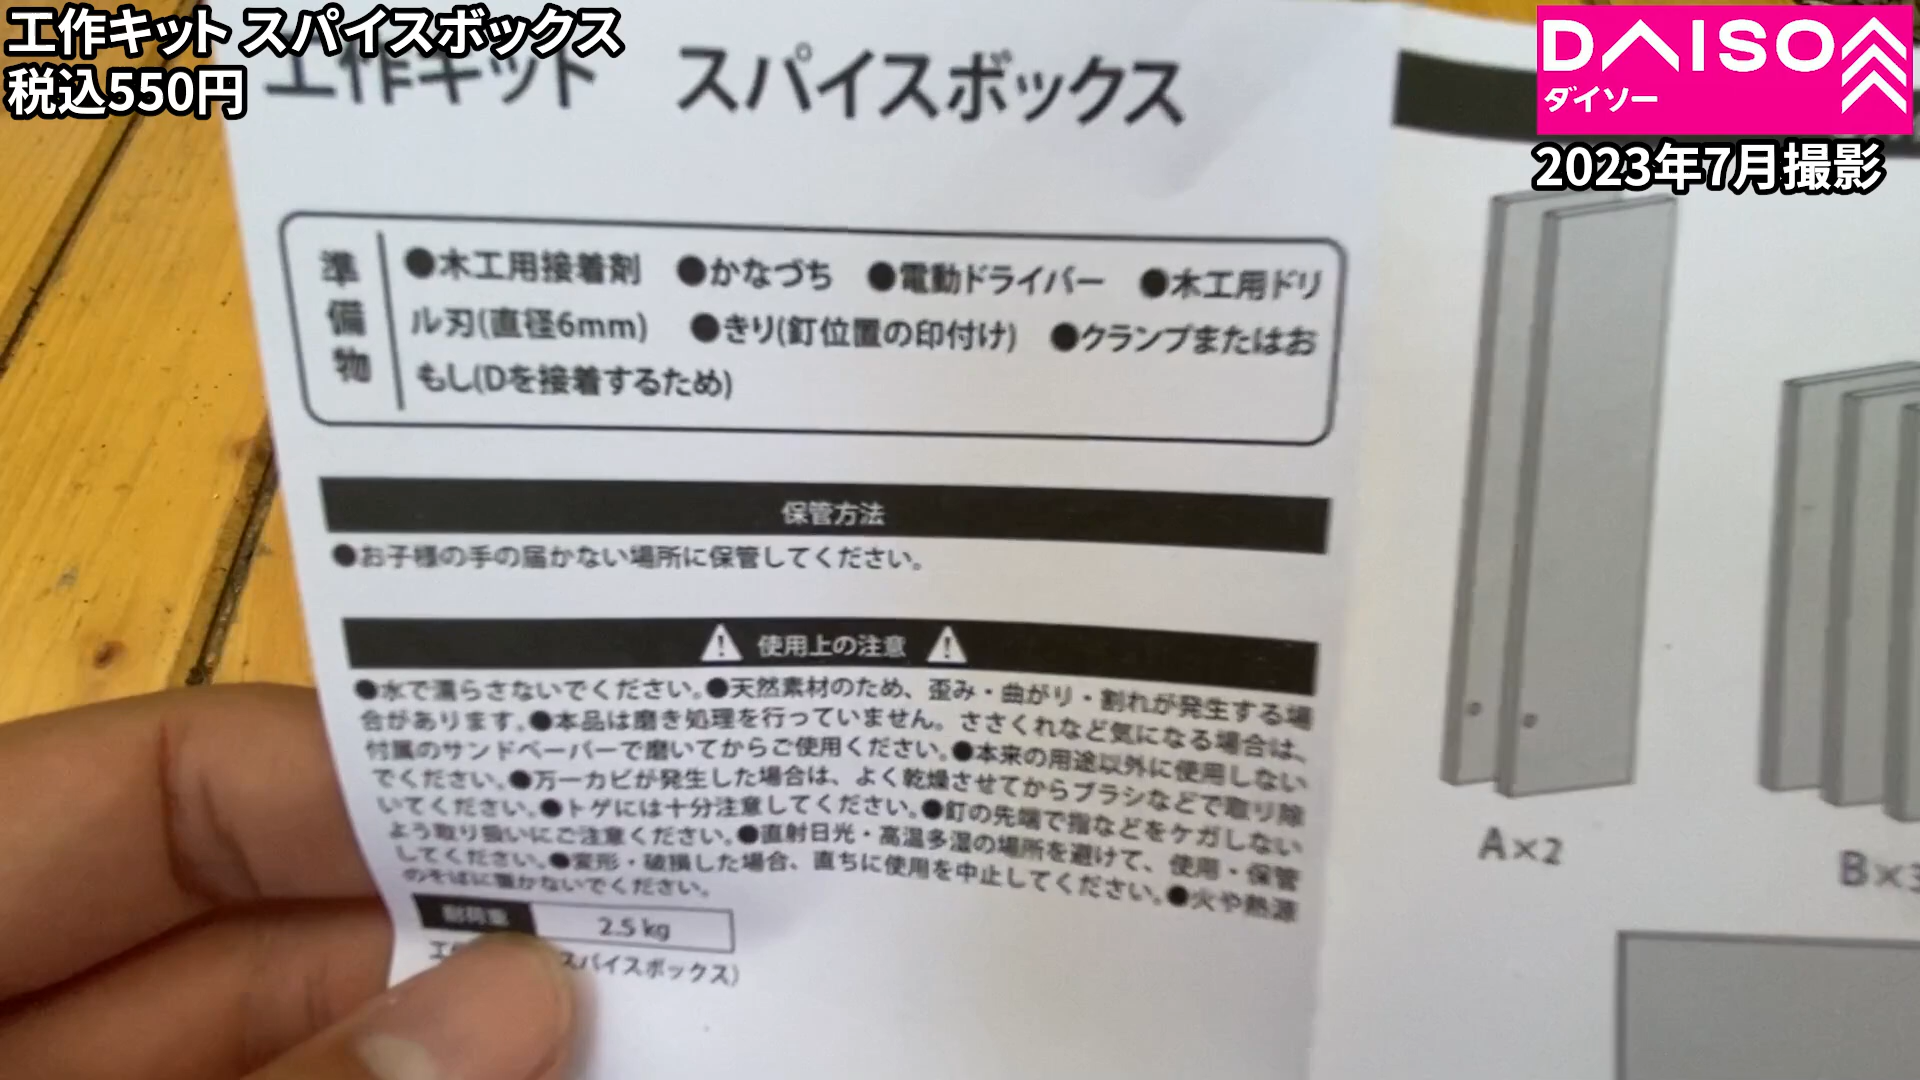 工作キット スパイスボックス
税込550円
DAISO
ダイソー
2023年7月撮影
工作キット スパイスボックス
準備物
●木工用接着剤 ●かなづち ●電動ドライバー ●木工用ドリ
ル刃(直径6mm) ●きり(釘位置の印付け) ●クランプまたはお
もし(Dを接着するため)
保管方法
●お子様の手の届かない場所に保管してください。
使用上の注意
●水で濡らさないでください。●天然素材のため、歪み・曲がり・割れが発生する場
合があります。●本品は磨き処理を行っていません。ささくれなど気になる場合は、
付属のサンドペーパーで磨いてからご使用ください。●本来の用途以外に使用しない
でください。●万一カビが発生した場合は、よく乾燥させてからブラシなどで取り除
いてください。●トゲには十分注意してください。●釘の先端で指などをケガしない
よう取り扱いにご注意ください。●直射日光・高温多湿の場所を避けて、使用・保管
してください。●変形・破損した場合、直ちに使用を中止してください。●火や熱源
のそばに置かないでください。
耐荷重 2.5 kg
スパイスボックス)
A×2
B×3